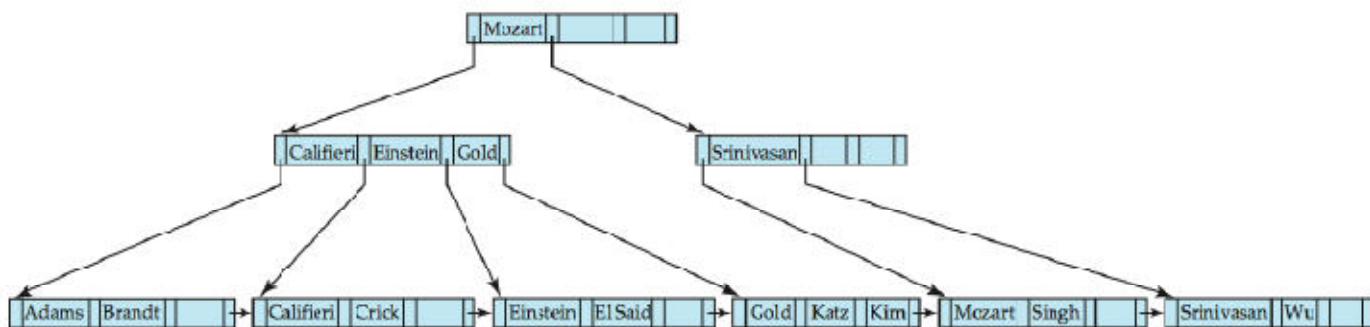 Mozart
Califieri Einstein Gold Srinivasan
Adams Brandt Califieri Crick Einstein El Said Gold Katz Kim Mozart Singh Srinivasan Wu